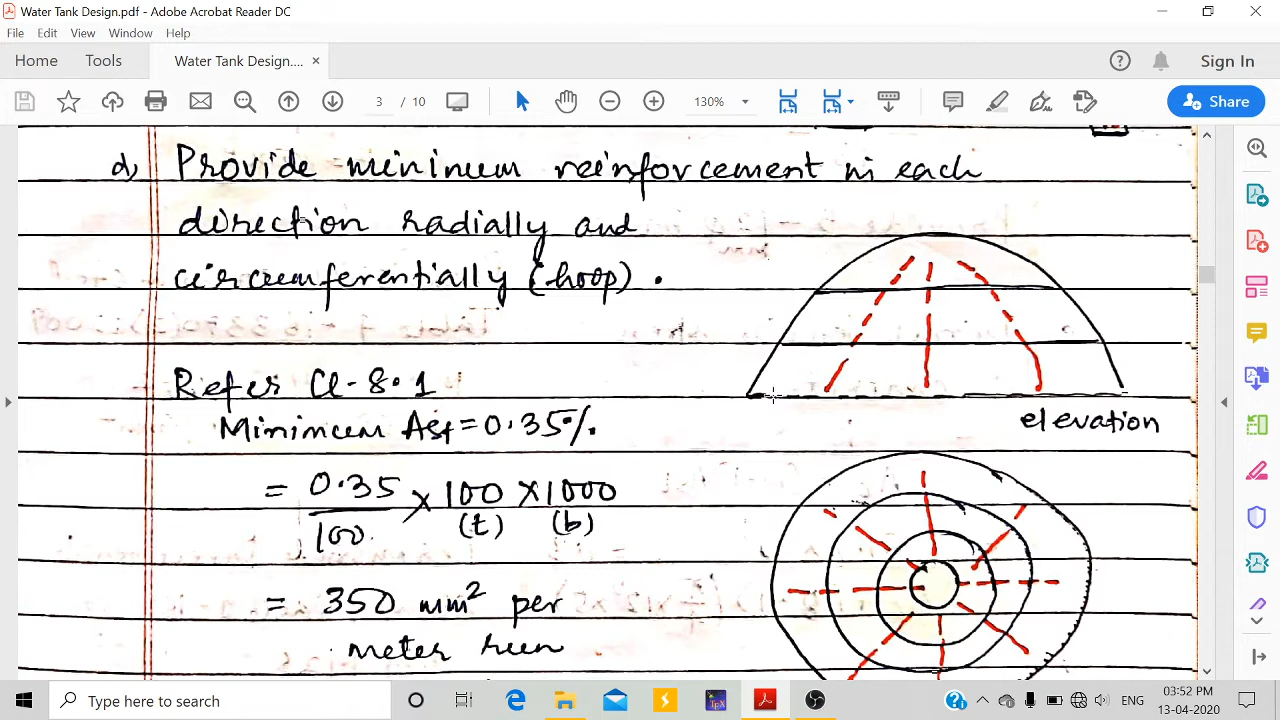 Water Tank Design.pdf - Adobe Acrobat Reader DC
File Edit View Window Help
Home Tools Water Tank Design.... × Sign In
3 / 10 130% Share
d) Provide minimum reinforcement in each
direction radially and
circumferentially (hoop).
Refer Cl-8.1
Minimum Ast = 0.35%.
= 0.35/100 × 100 × 1000
(t) (b)
= 350 mm² per
meter run
elevation
Type here to search
ENG 03:52 PM
13-04-2020